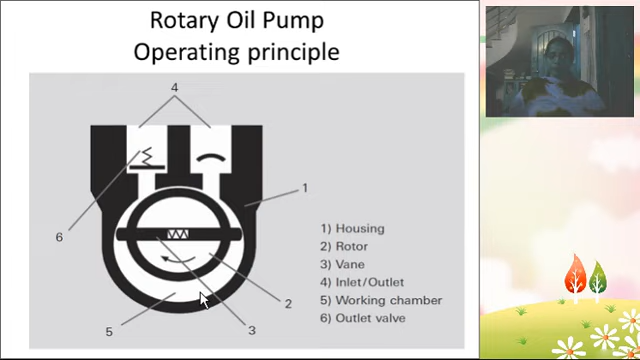 Rotary Oil Pump
Operating principle
4
1
6
2
5
3
1) Housing
2) Rotor
3) Vane
4) Inlet/Outlet
5) Working chamber
6) Outlet valve